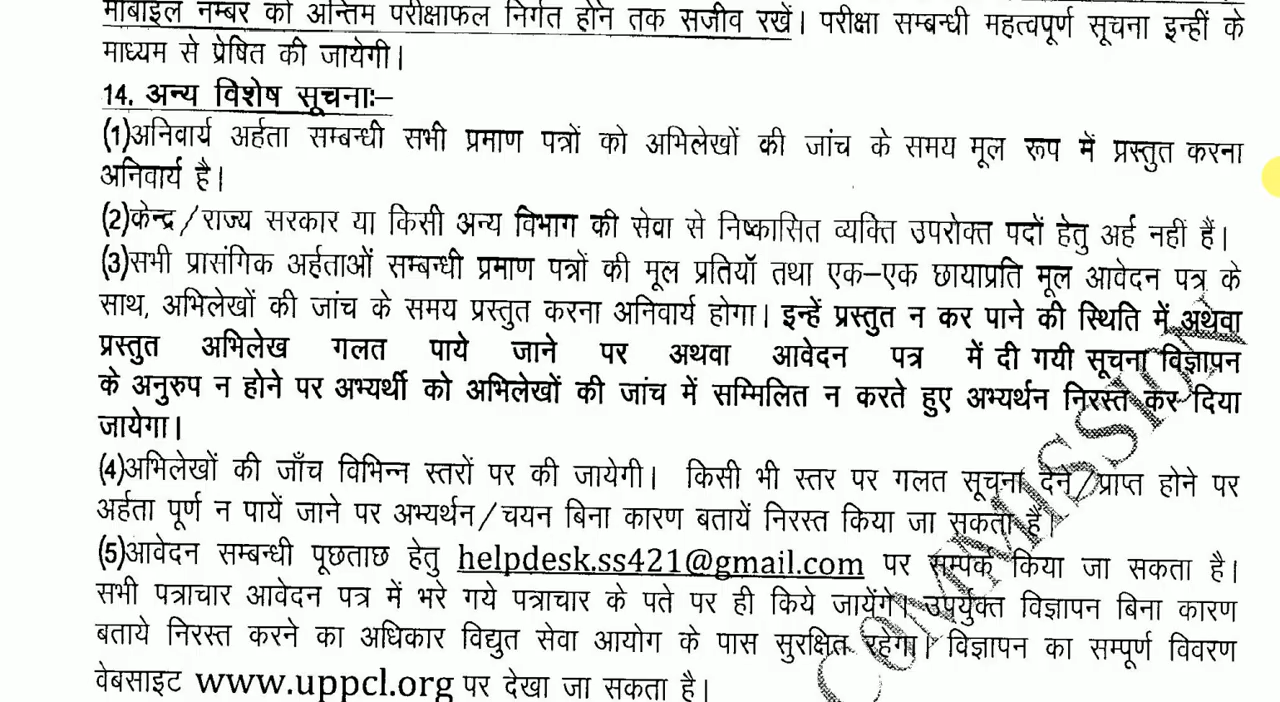 मोबाइल नम्बर को अन्तिम परीक्षाफल निर्गत होने तक सजीव रखें। परीक्षा सम्बन्धी महत्वपूर्ण सूचना इन्हीं के
माध्यम से प्रेषित की जायेगी।
14. अन्य विशेष सूचनाः–
(1)अनिवार्य अर्हता सम्बन्धी सभी प्रमाण पत्रों को अभिलेखों की जांच के समय मूल रूप में प्रस्तुत करना
अनिवार्य है।
(2)केन्द्र/राज्य सरकार या किसी अन्य विभाग की सेवा से निष्कासित व्यक्ति उपरोक्त पदों हेतु अर्ह नहीं हैं।
(3)सभी प्रासंगिक अर्हताओं सम्बन्धी प्रमाण पत्रों की मूल प्रतियाँ तथा एक–एक छायाप्रति मूल आवेदन पत्र के
साथ, अभिलेखों की जांच के समय प्रस्तुत करना अनिवार्य होगा। इन्हें प्रस्तुत न कर पाने की स्थिति में अथवा
प्रस्तुत अभिलेख गलत पाये जाने पर अथवा आवेदन पत्र में दी गयी सूचना विज्ञापन
के अनुरुप न होने पर अभ्यर्थी को अभिलेखों की जांच में सम्मिलित न करते हुए अभ्यर्थन निरस्त कर दिया
जायेगा।
(4)अभिलेखों की जाँच विभिन्न स्तरों पर की जायेगी। किसी भी स्तर पर गलत सूचना देने/प्राप्त होने पर
अर्हता पूर्ण न पायें जाने पर अभ्यर्थन/चयन बिना कारण बतायें निरस्त किया जा सकता हैं।
(5)आवेदन सम्बन्धी पूछताछ हेतु helpdesk.ss421@gmail.com पर सम्पर्क किया जा सकता है।
सभी पत्राचार आवेदन पत्र में भरे गये पत्राचार के पते पर ही किये जायेंगे। उपर्युक्त विज्ञापन बिना कारण
बताये निरस्त करने का अधिकार विद्युत सेवा आयोग के पास सुरक्षित रहेगा। विज्ञापन का सम्पूर्ण विवरण
वेबसाइट www.uppcl.org पर देखा जा सकता है।
COMMISSION